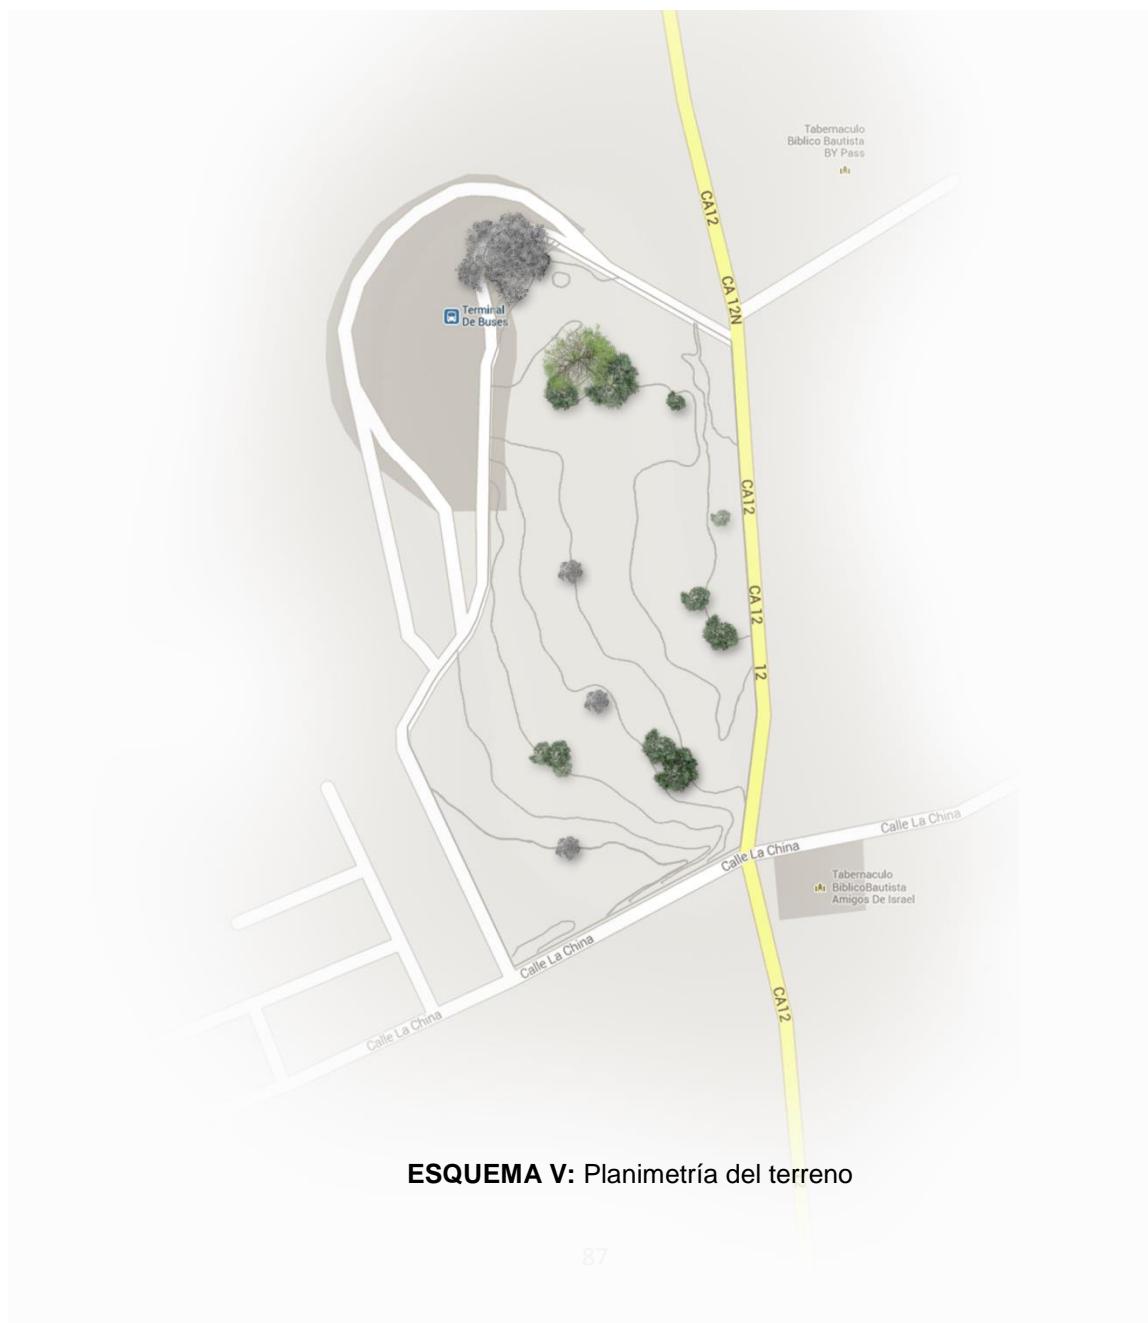 Tabernaculo
Biblico Bautista
BY Pass
CA12
CA 12N
Terminal
De Buses
CA12
CA 12
12
Calle La China
Calle La China
Tabernaculo
BiblicoBautista
Amigos De Israel
Calle La China
CA12
Calle La China
ESQUEMA V: Planimetría del terreno
87